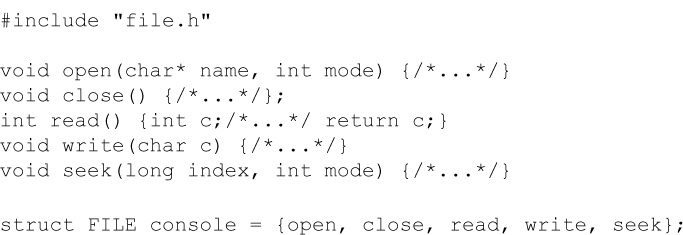 #include "file.h"
void open(char* name, int mode) {/*...*/}
void close() {/*...*/};
int read() {int c;/*...*/ return c;}
void write(char c) {/*...*/}
void seek(long index, int mode) {/*...*/}
struct FILE console = {open, close, read, write, seek};